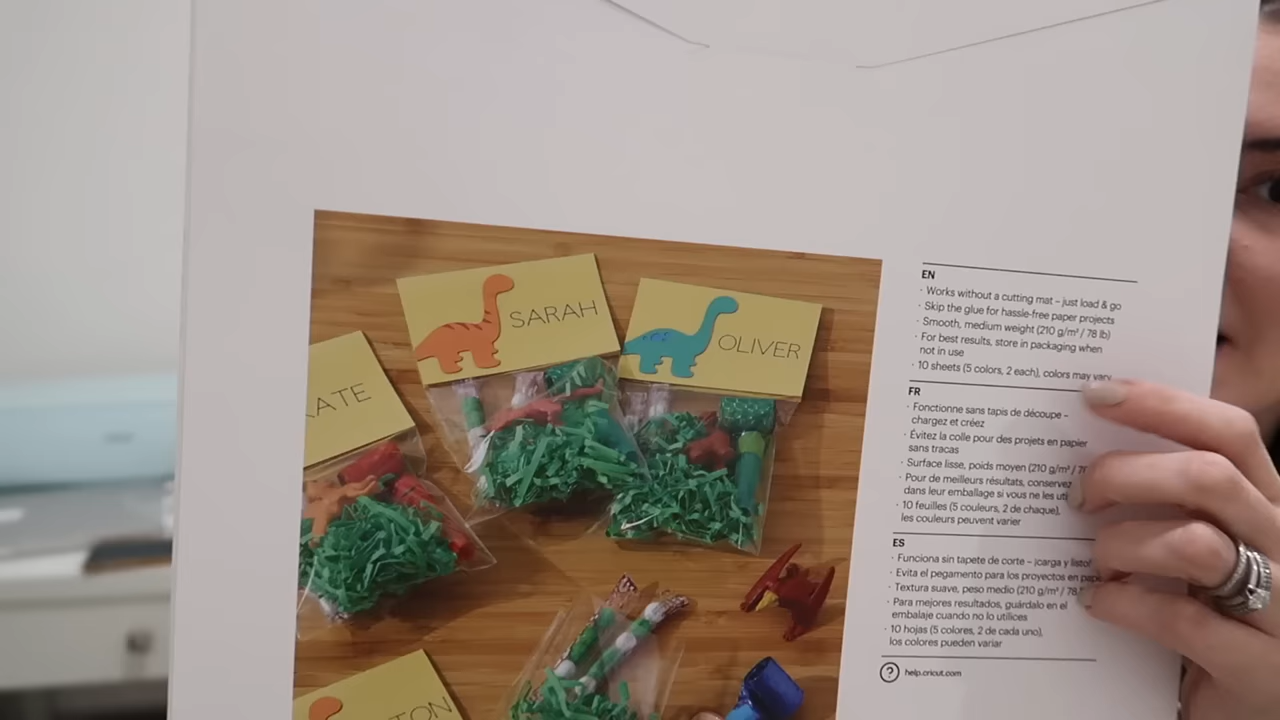 SARAH
OLIVER
KATE
TON
EN
· Works without a cutting mat – just load & go
· Skip the glue for hassle-free paper projects
· Smooth, medium weight (210 g/m² / 78 lb)
· For best results, store in packaging when
not in use
· 10 sheets (5 colors, 2 each), colors may vary
FR
· Fonctionne sans tapis de découpe –
chargez et créez
· Évitez la colle pour des projets en papier
sans tracas
· Surface lisse, poids moyen (210 g/m² / 78
· Pour de meilleurs résultats, conservez
dans leur emballage si vous ne les uti
· 10 feuilles (5 couleurs, 2 de chaque),
les couleurs peuvent varier
ES
· Funciona sin tapete de corte – ¡carga y listo!
· Evita el pegamento para los proyectos en papel
· Textura suave, peso medio (210 g/m² / 78
· Para mejores resultados, guárdalo en el
embalaje cuando no lo utilices
· 10 hojas (5 colores, 2 de cada uno),
los colores pueden variar
? help.cricut.com